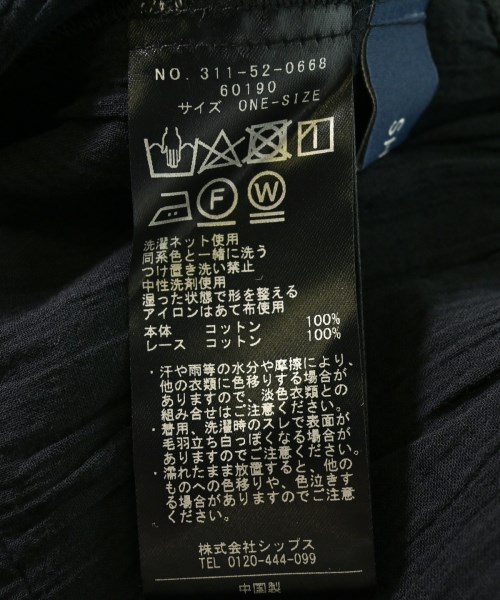 NO. 311-52-0668
60190
サイズ ONE-SIZE
F W
洗濯ネット使用
同系色と一緒に洗う
つけ置き洗い禁止
中性洗剤使用
湿った状態で形を整える
アイロンはあて布使用
本体 コットン 100%
レース コットン 100%
・汗や雨等の水分や摩擦により、
他の衣類に色移りする場合が
ありますので、淡色衣類との
組み合せはご注意ください。
・着用、洗濯時のスレで表面が
毛羽立ち白っぽくなる場合が
ありますのでご注意ください。
・濡れたまま放置すると、他の
ものへの色移りや、色泣きす
る場合がありますのでご注意
ください。
株式会社シップス
TEL 0120-444-099
中国製